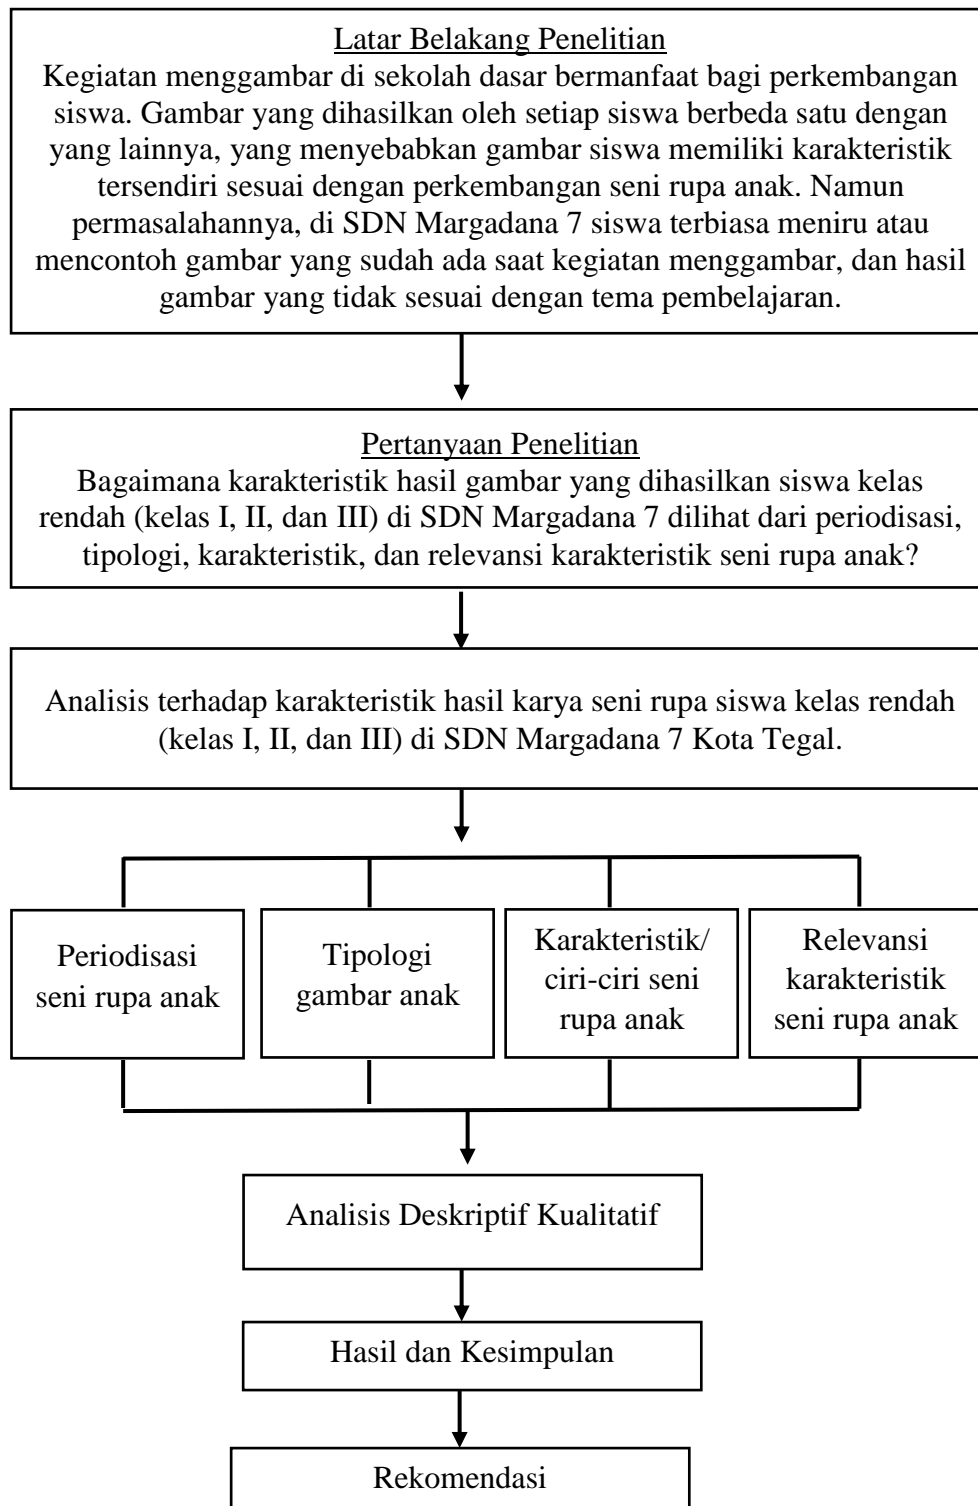 Latar Belakang Penelitian
Kegiatan menggambar di sekolah dasar bermanfaat bagi perkembangan
siswa. Gambar yang dihasilkan oleh setiap siswa berbeda satu dengan
yang lainnya, yang menyebabkan gambar siswa memiliki karakteristik
tersendiri sesuai dengan perkembangan seni rupa anak. Namun
permasalahannya, di SDN Margadana 7 siswa terbiasa meniru atau
mencontoh gambar yang sudah ada saat kegiatan menggambar, dan hasil
gambar yang tidak sesuai dengan tema pembelajaran.
Pertanyaan Penelitian
Bagaimana karakteristik hasil gambar yang dihasilkan siswa kelas
rendah (kelas I, II, dan III) di SDN Margadana 7 dilihat dari periodisasi,
tipologi, karakteristik, dan relevansi karakteristik seni rupa anak?
Analisis terhadap karakteristik hasil karya seni rupa siswa kelas rendah
(kelas I, II, dan III) di SDN Margadana 7 Kota Tegal.
Periodisasi
seni rupa anak
Tipologi
gambar anak
Karakteristik/
ciri-ciri seni
rupa anak
Relevansi
karakteristik
seni rupa anak
Analisis Deskriptif Kualitatif
Hasil dan Kesimpulan
Rekomendasi